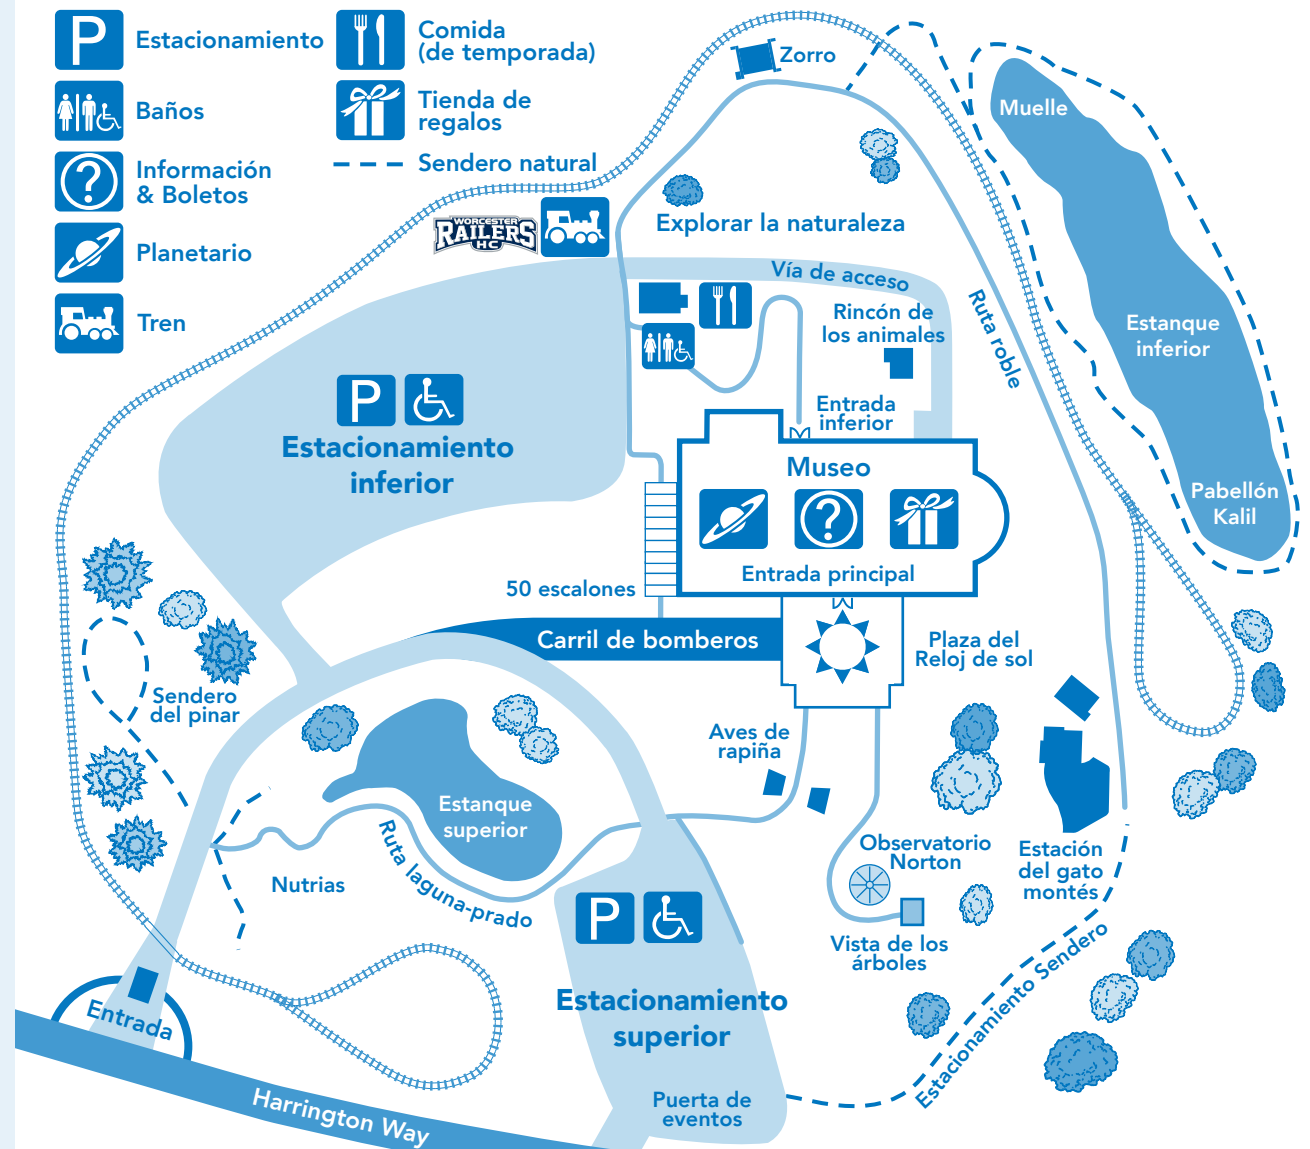 P
Estacionamiento
Baños
?
Información
& Boletos
Planetario
Tren
Comida
(de temporada)
Tienda de
regalos
Sendero natural
Zorro
Muelle
WORCESTER
RAILERS
HC
Explorar la naturaleza
Vía de acceso
Rincón de
los animales
Ruta roble
Estanque
inferior
P
Estacionamiento
inferior
Entrada
inferior
Museo
?
Entrada principal
Pabellón
Kalil
50 escalones
Carril de bomberos
Plaza del
Reloj de sol
Sendero
del pinar
Aves de
rapiña
Estanque
superior
Ruta laguna-prado
Nutrias
Observatorio
Norton
Estación
del gato
montés
Vista de los
árboles
P
Estacionamiento
superior
Estacionamiento Sendero
Entrada
Puerta de
eventos
Harrington Way